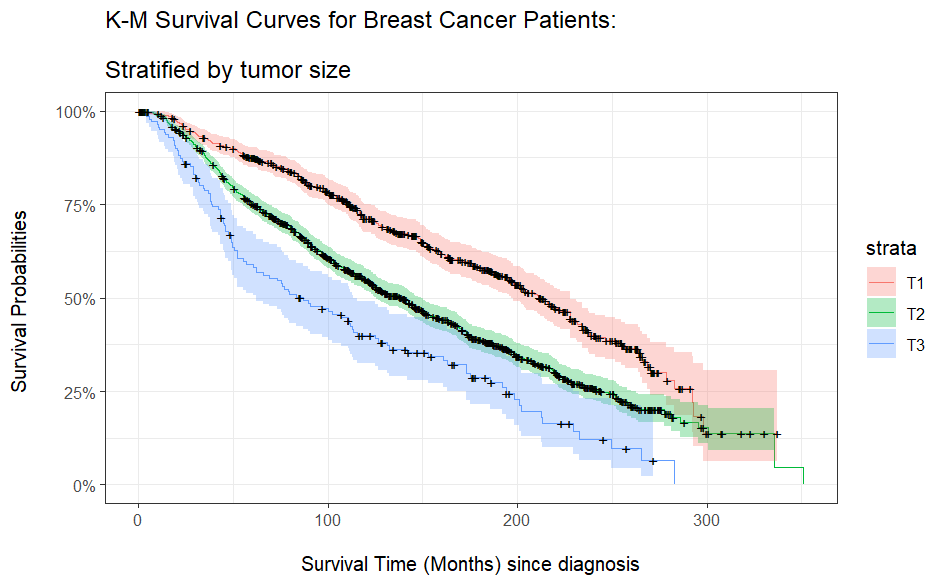 K-M Survival Curves for Breast Cancer Patients:
Stratified by tumor size
100%
75%
50%
25%
0%
Survival Probabilities
0
100
200
300
Survival Time (Months) since diagnosis
strata
T1
T2
T3